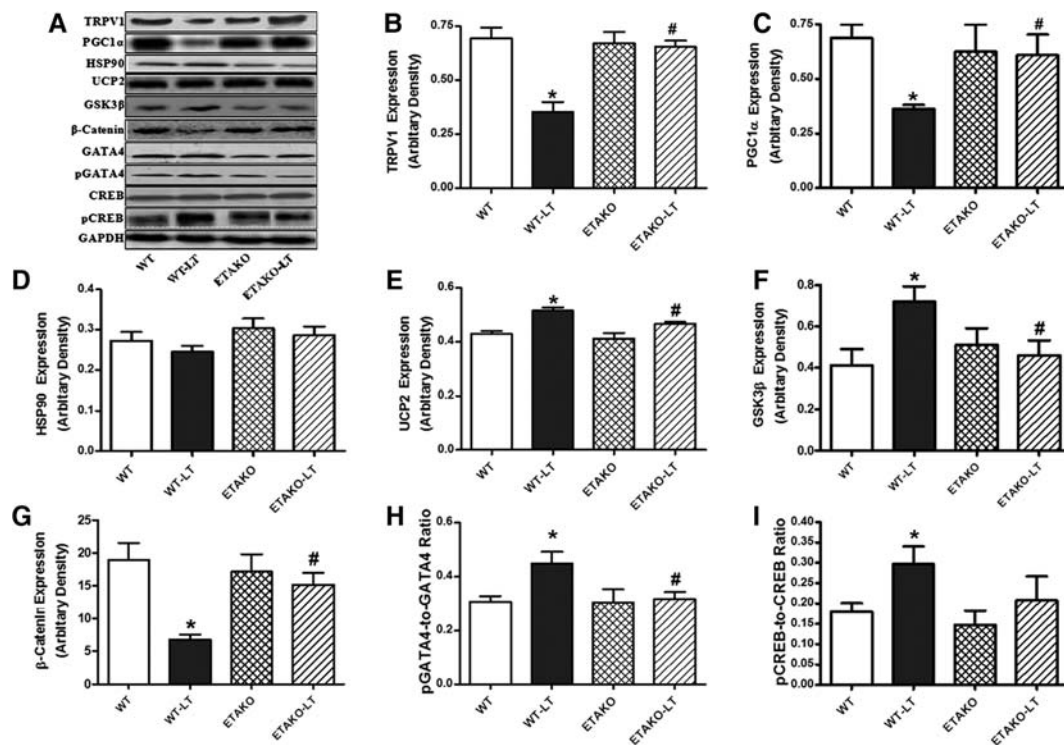 A
TRPV1
PGC1α
HSP90
UCP2
GSK3β
β-Catenin
GATA4
pGATA4
CREB
pCREB
GAPDH
WT
WT-LT
ETAKO
ETAKO-LT
B
TRPV1 Expression
(Arbitary Density)
0.75
0.50
0.25
0.00
*
#
WT
WT-LT
ETAKO
ETAKO-LT
C
PGC1α Expression
(Arbitary Density)
0.75
0.50
0.25
0.00
*
#
WT
WT-LT
ETAKO
ETAKO-LT
D
HSP90 Expression
(Arbitary Density)
0.4
0.3
0.2
0.1
0.0
WT
WT-LT
ETAKO
ETAKO-LT
E
UCP2 Expression
(Arbitary Density)
0.6
0.4
0.2
0.0
*
#
WT
WT-LT
ETAKO
ETAKO-LT
F
GSK3β Expression
(Arbitary Density)
0.8
0.6
0.4
0.2
0.0
*
#
WT
WT-LT
ETAKO
ETAKO-LT
G
β-Catenin Expression
(Arbitary Density)
25
20
15
10
5
0
*
#
WT
WT-LT
ETAKO
ETAKO-LT
H
pGATA4-to-GATA4 Ratio
0.6
0.4
0.2
0.0
*
#
WT
WT-LT
ETAKO
ETAKO-LT
I
pCREB-to-CREB Ratio
0.40
0.35
0.30
0.25
0.20
0.15
0.10
0.05
0.00
*
WT
WT-LT
ETAKO
ETAKO-LT